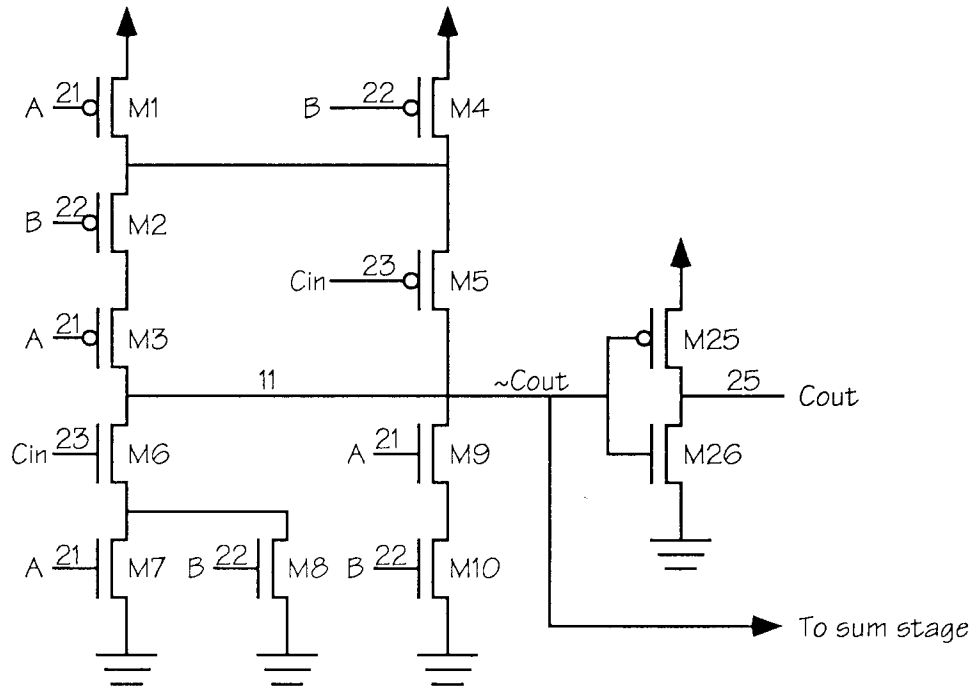 A 21 M1
B 22 M4
B 22 M2
Cin 23 M5
A 21 M3
M25
11
~Cout
25
Cout
Cin 23 M6
A 21 M9
M26
A 21 M7
B 22 M8
B 22 M10
To sum stage